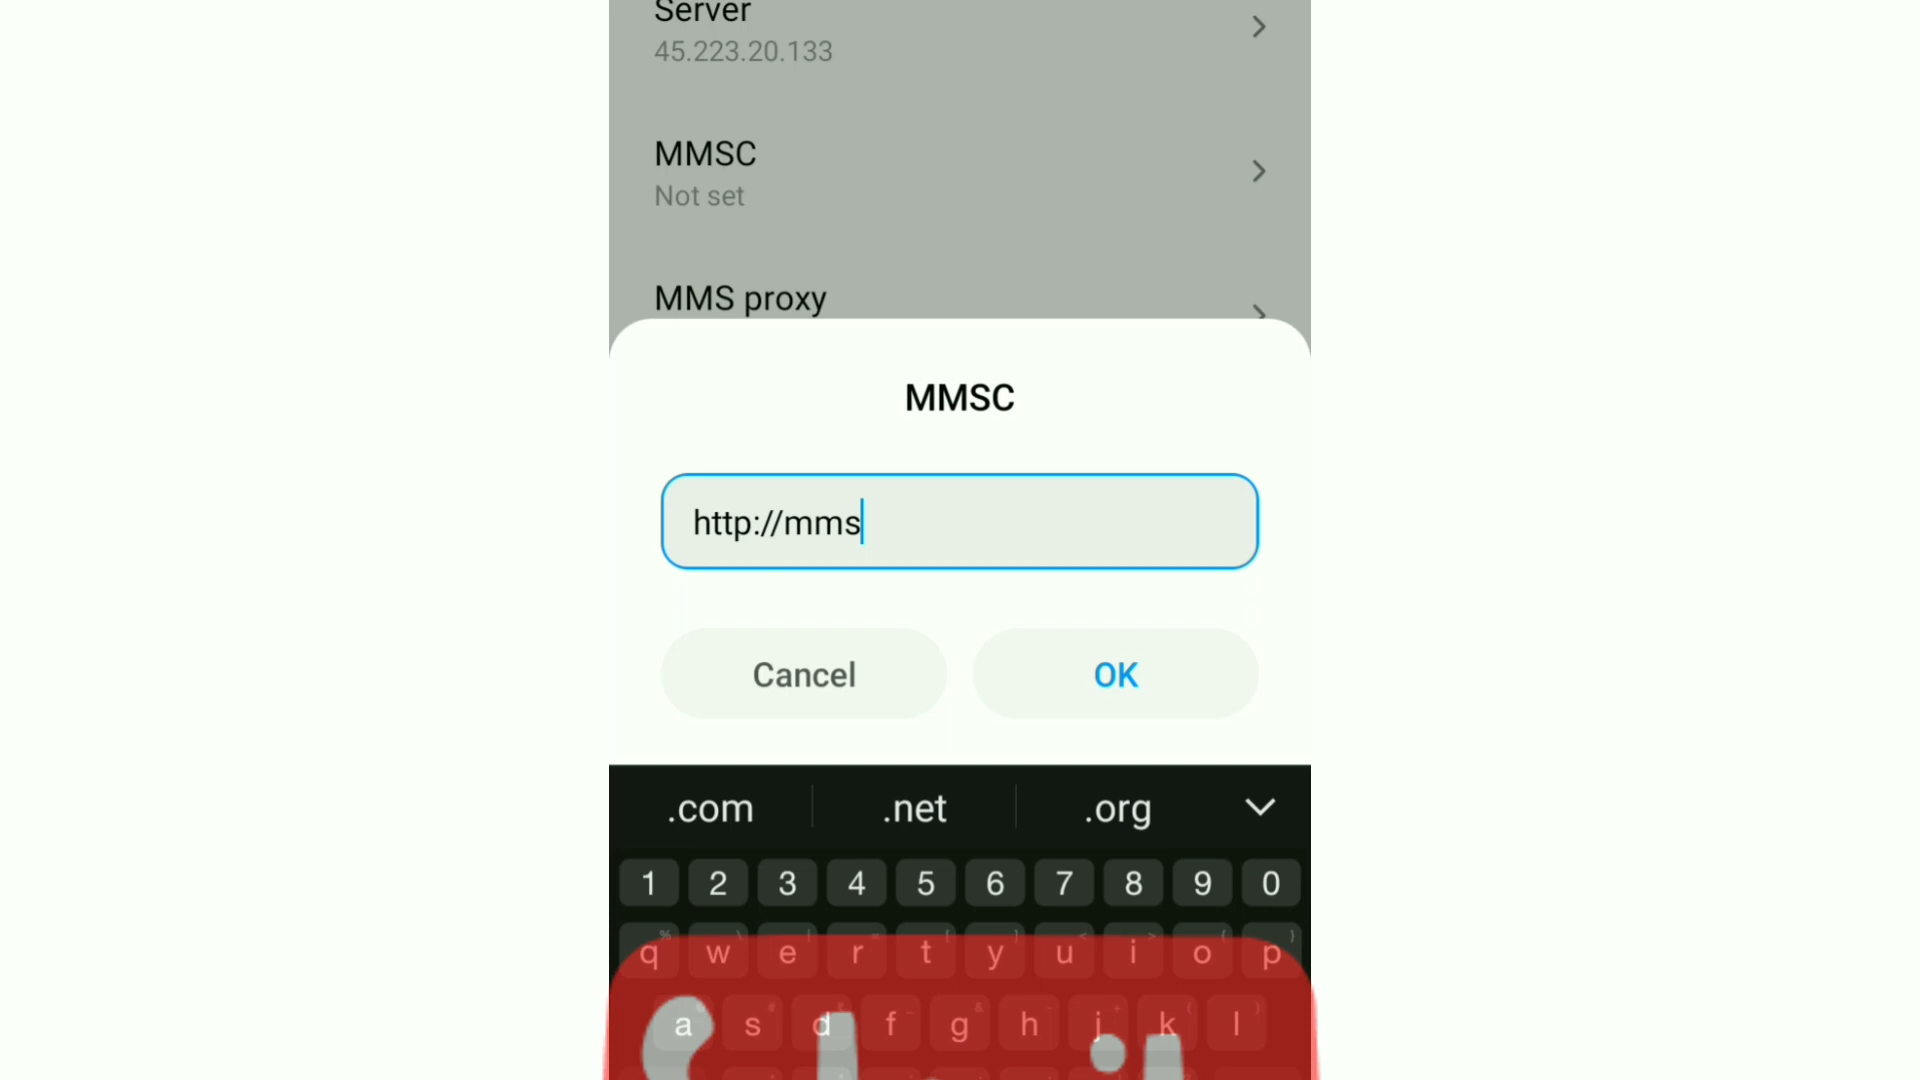 Server
45.223.20.133
MMSC
Not set
MMS proxy
MMSC
http://mms
Cancel
OK
.com .net .org
1 2 3 4 5 6 7 8 9 0
q w e r t y u i o p
a s d f g h j k l